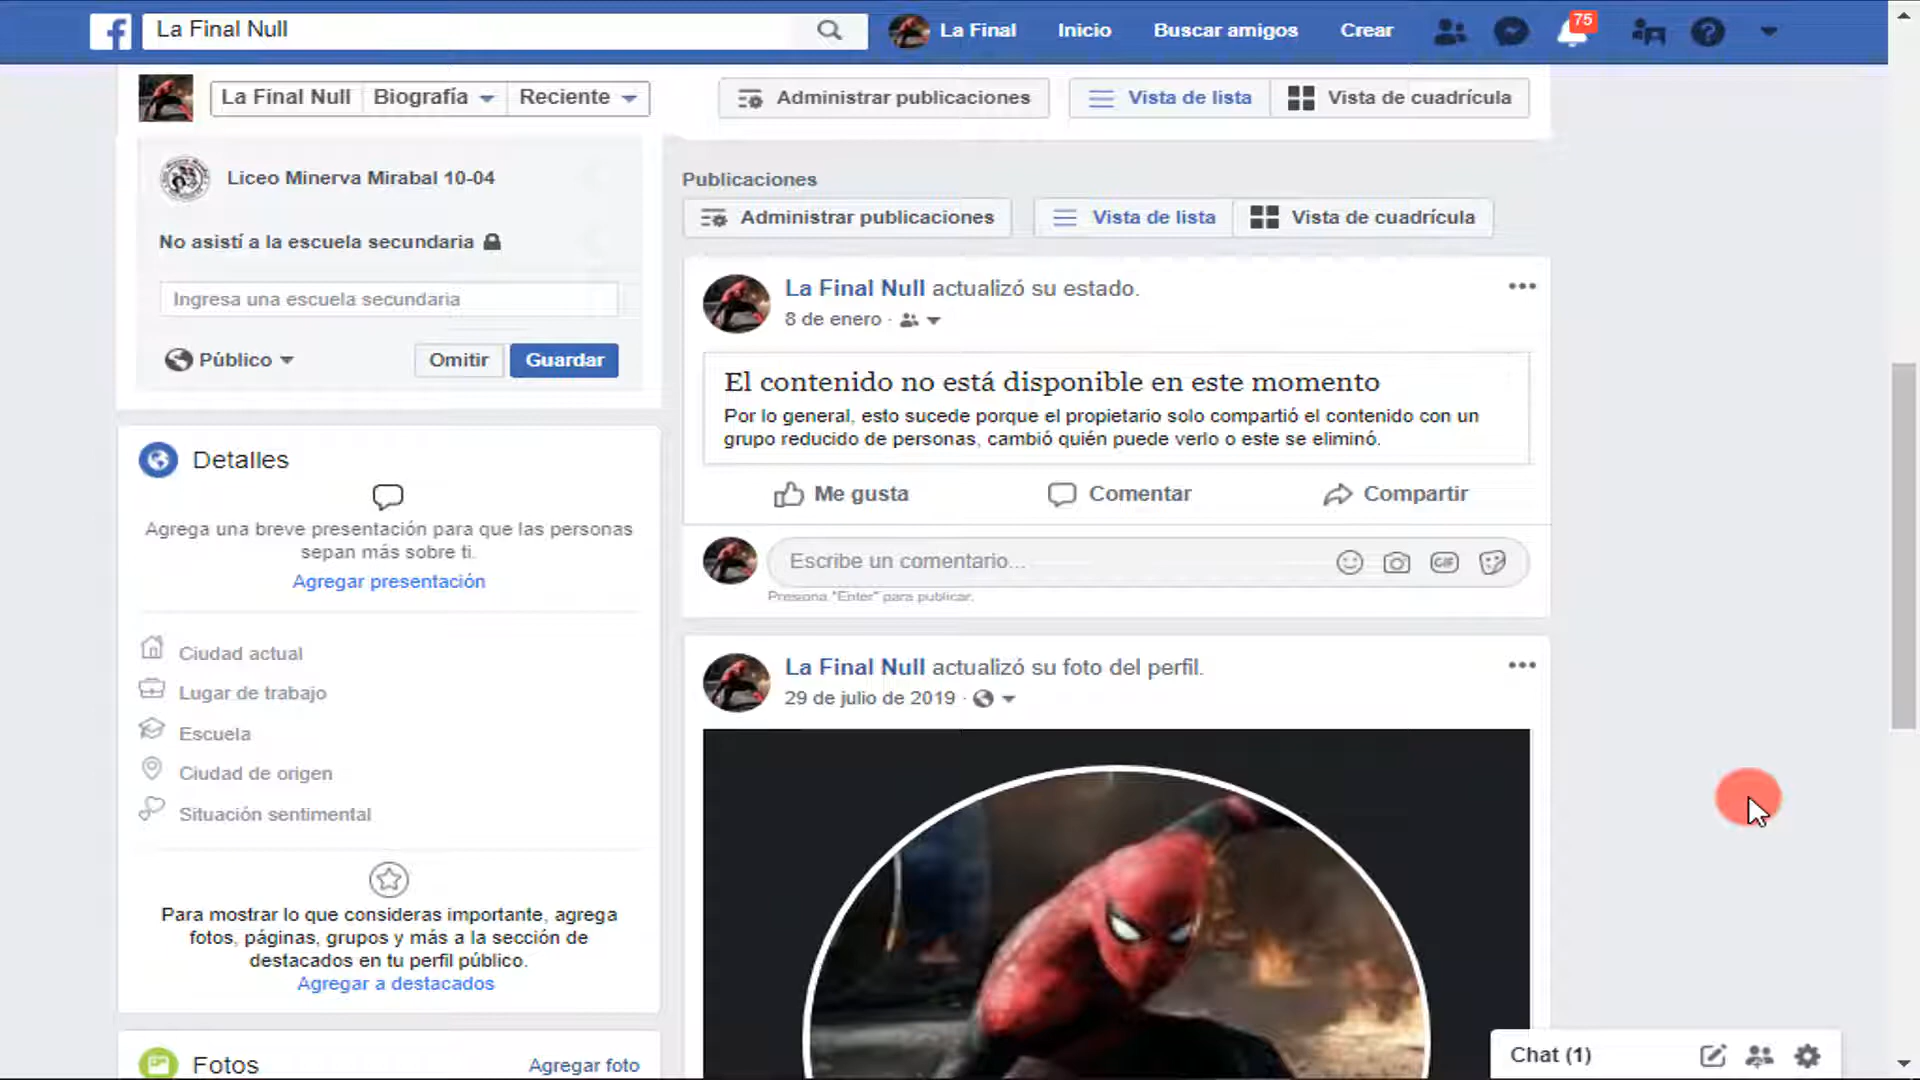 La Final Null
La Final
Inicio
Buscar amigos
Crear
75
La Final Null
Biografía
Reciente
Administrar publicaciones
Vista de lista
Vista de cuadrícula
Liceo Minerva Mirabal 10-04
No asistí a la escuela secundaria
Ingresa una escuela secundaria
Público
Omitir
Guardar
Detalles
Agrega una breve presentación para que las personas
sepan más sobre ti.
Agregar presentación
Ciudad actual
Lugar de trabajo
Escuela
Ciudad de origen
Situación sentimental
Para mostrar lo que consideras importante, agrega
fotos, páginas, grupos y más a la sección de
destacados en tu perfil público.
Agregar a destacados
Fotos
Agregar foto
Publicaciones
Administrar publicaciones
Vista de lista
Vista de cuadrícula
La Final Null actualizó su estado.
8 de enero ·
El contenido no está disponible en este momento
Por lo general, esto sucede porque el propietario solo compartió el contenido con un
grupo reducido de personas, cambió quién puede verlo o este se eliminó.
Me gusta
Comentar
Compartir
Escribe un comentario...
GIF
Presiona "Enter" para publicar.
La Final Null actualizó su foto del perfil.
29 de julio de 2019 ·
Chat (1)